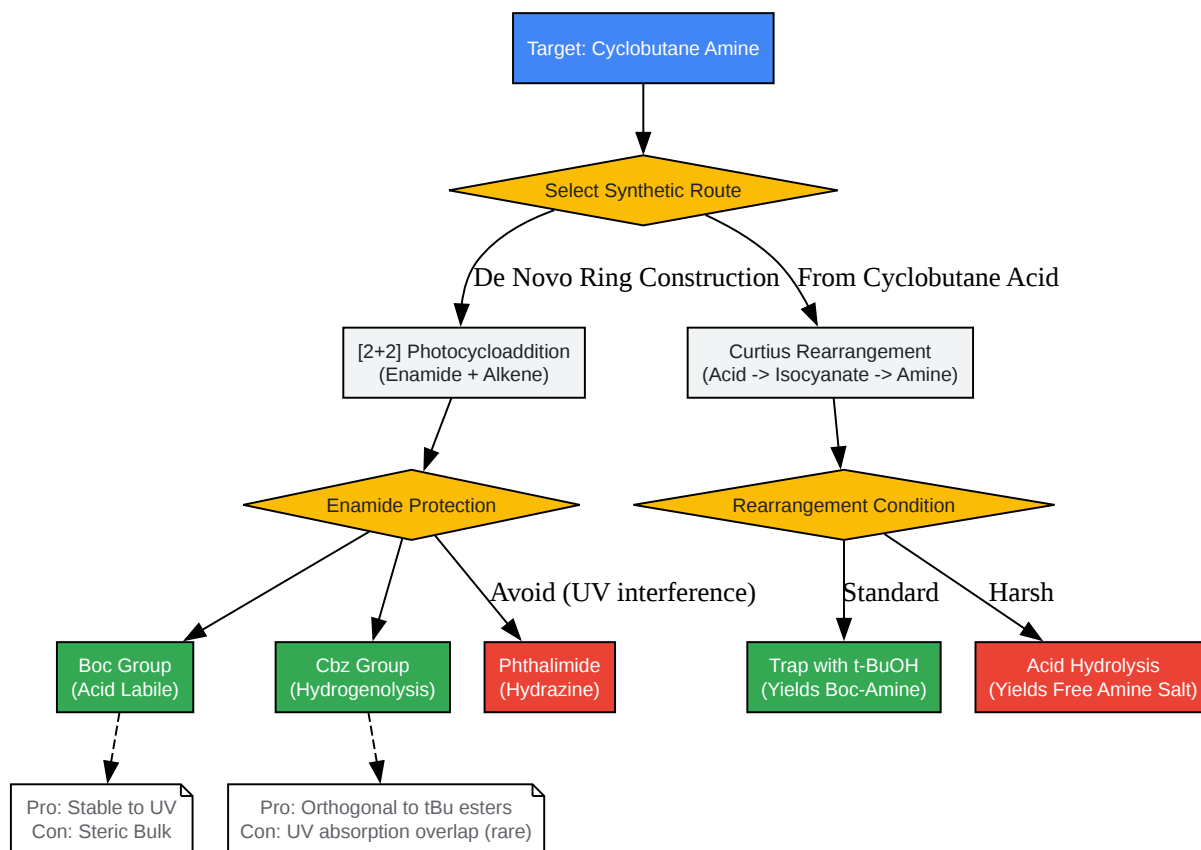 Target: Cyclobutane Amine
Select Synthetic Route
De Novo Ring Construction
From Cyclobutane Acid
[2+2] Photocycloaddition
(Enamide + Alkene)
Curtius Rearrangement
(Acid -> Isocyanate -> Amine)
Enamide Protection
Rearrangement Condition
Avoid (UV interference)
Standard
Harsh
Boc Group
(Acid Labile)
Cbz Group
(Hydrogenolysis)
Phthalimide
(Hydrazine)
Trap with t-BuOH
(Yields Boc-Amine)
Acid Hydrolysis
(Yields Free Amine Salt)
Pro: Stable to UV
Con: Steric Bulk
Pro: Orthogonal to tBu esters
Con: UV absorption overlap (rare)